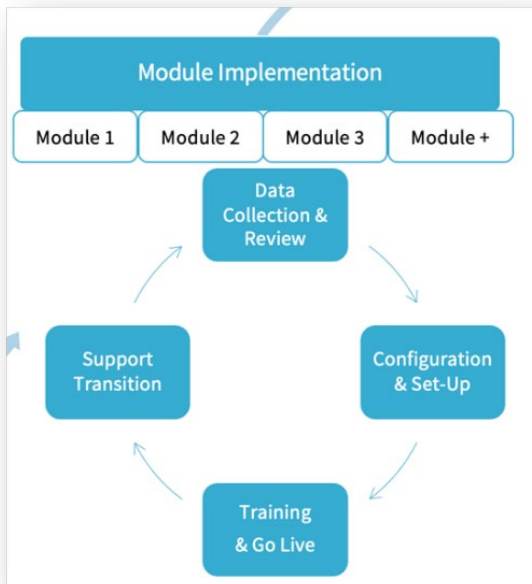 Module Implementation
Module 1
Module 2
Module 3
Module +
Data
Collection &
Review
Configuration
& Set-Up
Training
& Go Live
Support
Transition